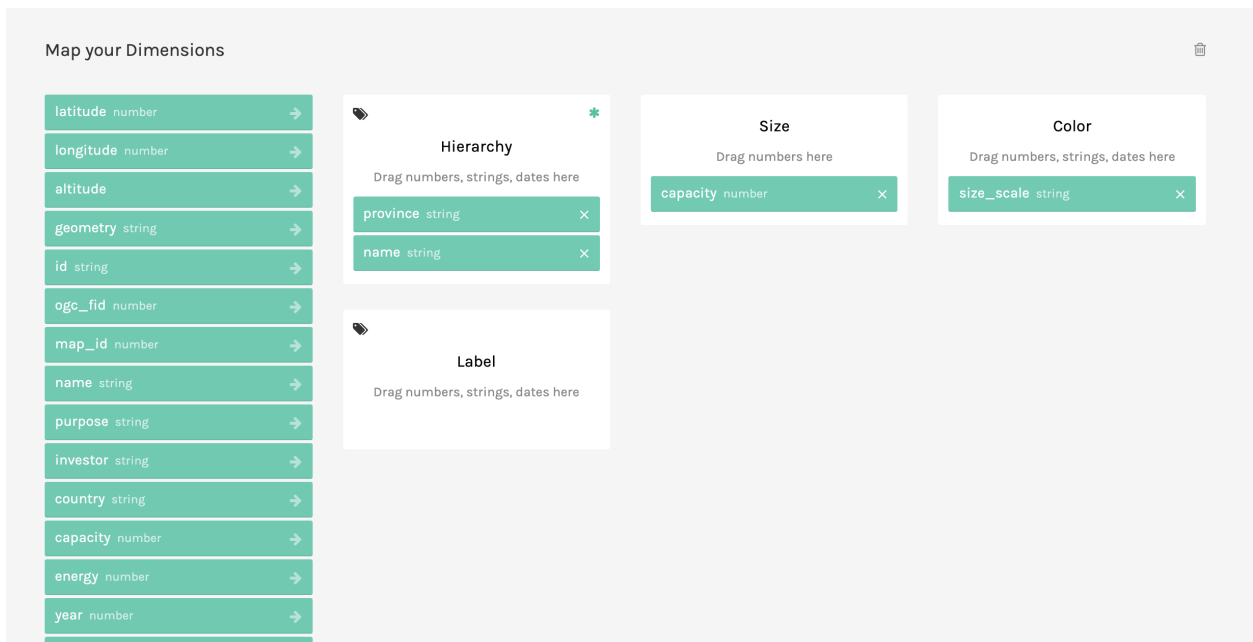 Map your Dimensions
latitude number
longitude number
altitude
geometry string
id string
ogc_fid number
map_id number
name string
purpose string
investor string
country string
capacity number
energy number
year number
Hierarchy
Drag numbers, strings, dates here
province string
name string
Label
Drag numbers, strings, dates here
Size
Drag numbers here
capacity number
Color
Drag numbers, strings, dates here
size_scale string